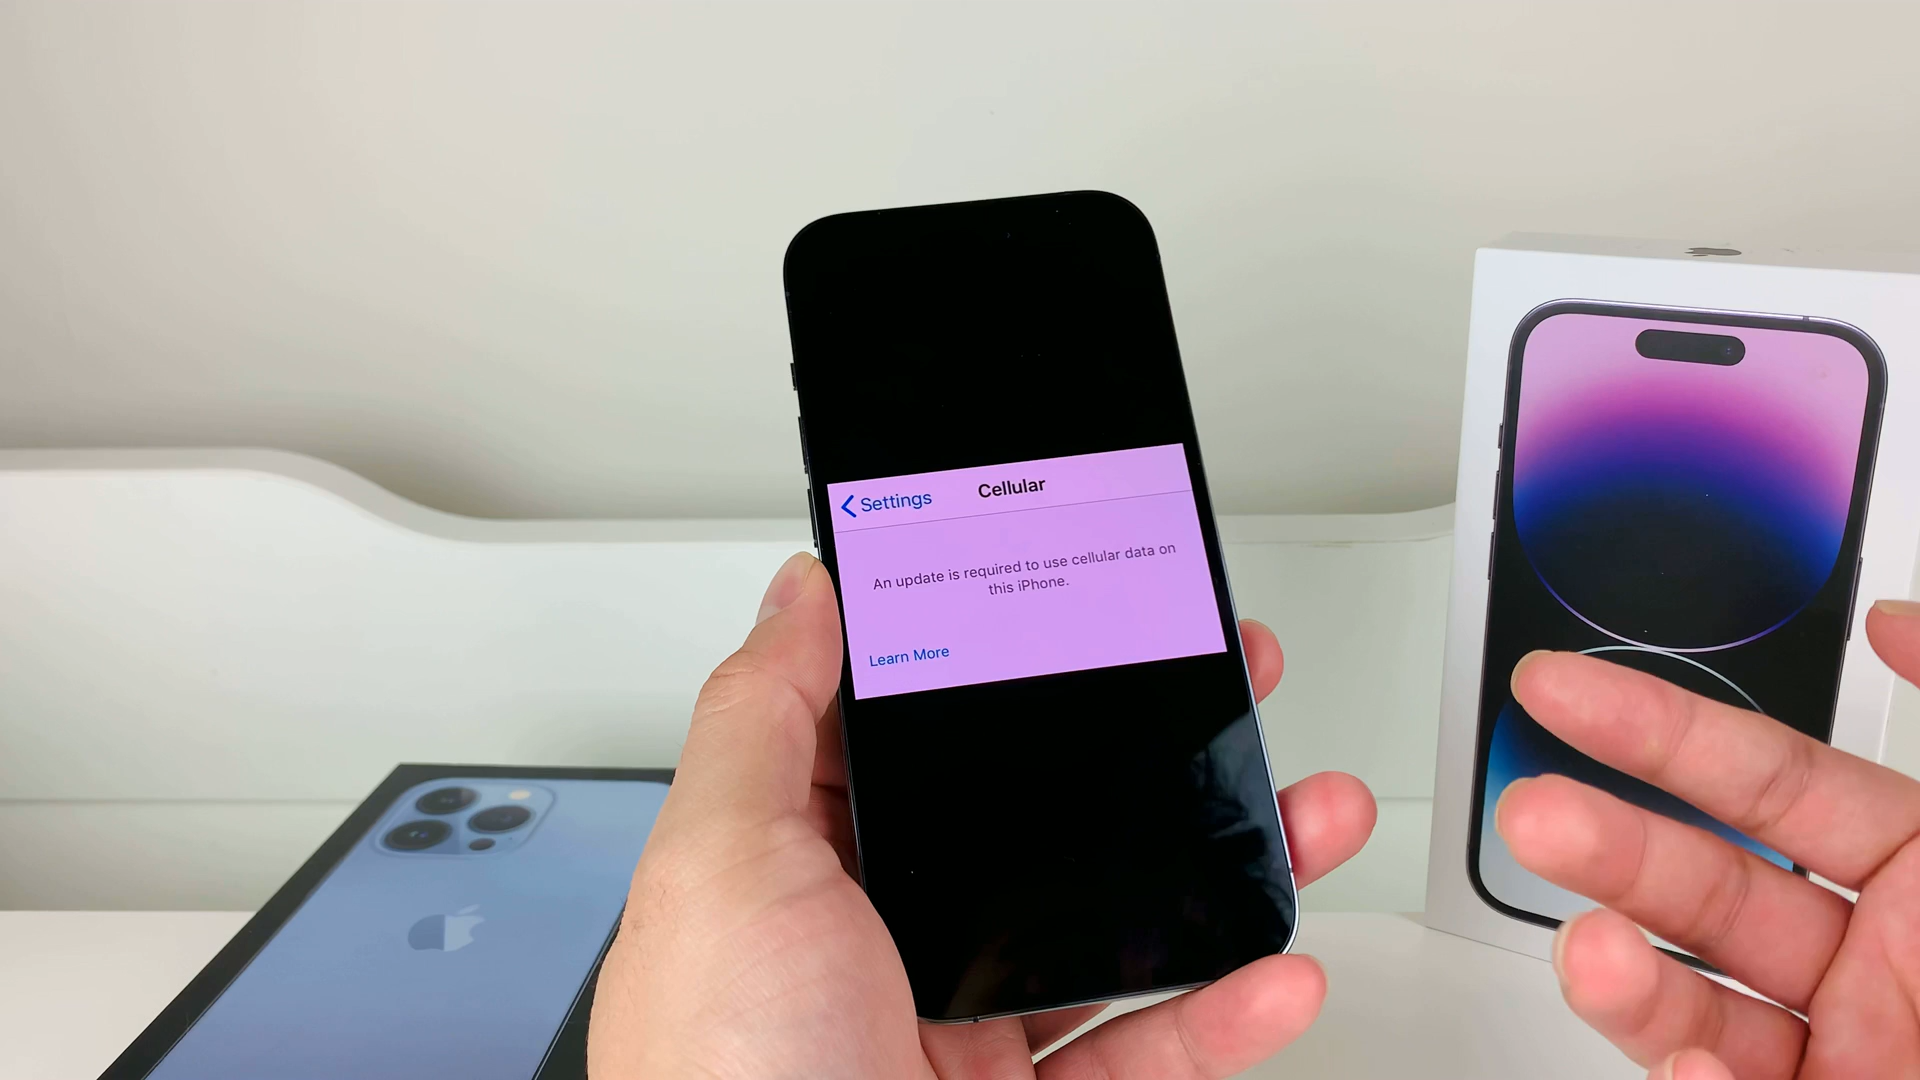 Settings
Cellular
An update is required to use cellular data on
this iPhone.
Learn More